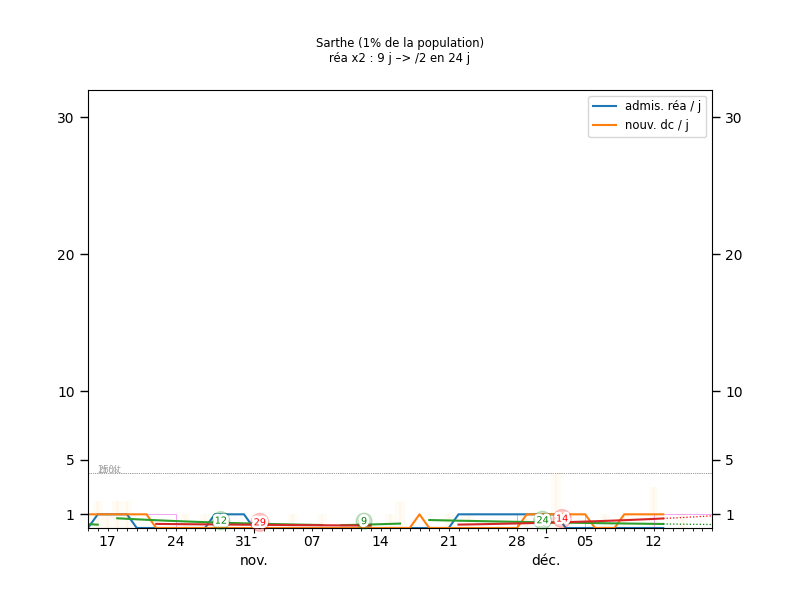 Sarthe (1% de la population)
réa x2 : 9 j –> /2 en 24 j
admis. réa / j
nouv. dc / j
30 30
20 20
10 10
5 5
1 1
12 29 9 24 14
17 24 31 07 14 21 28 05 12
nov. déc.